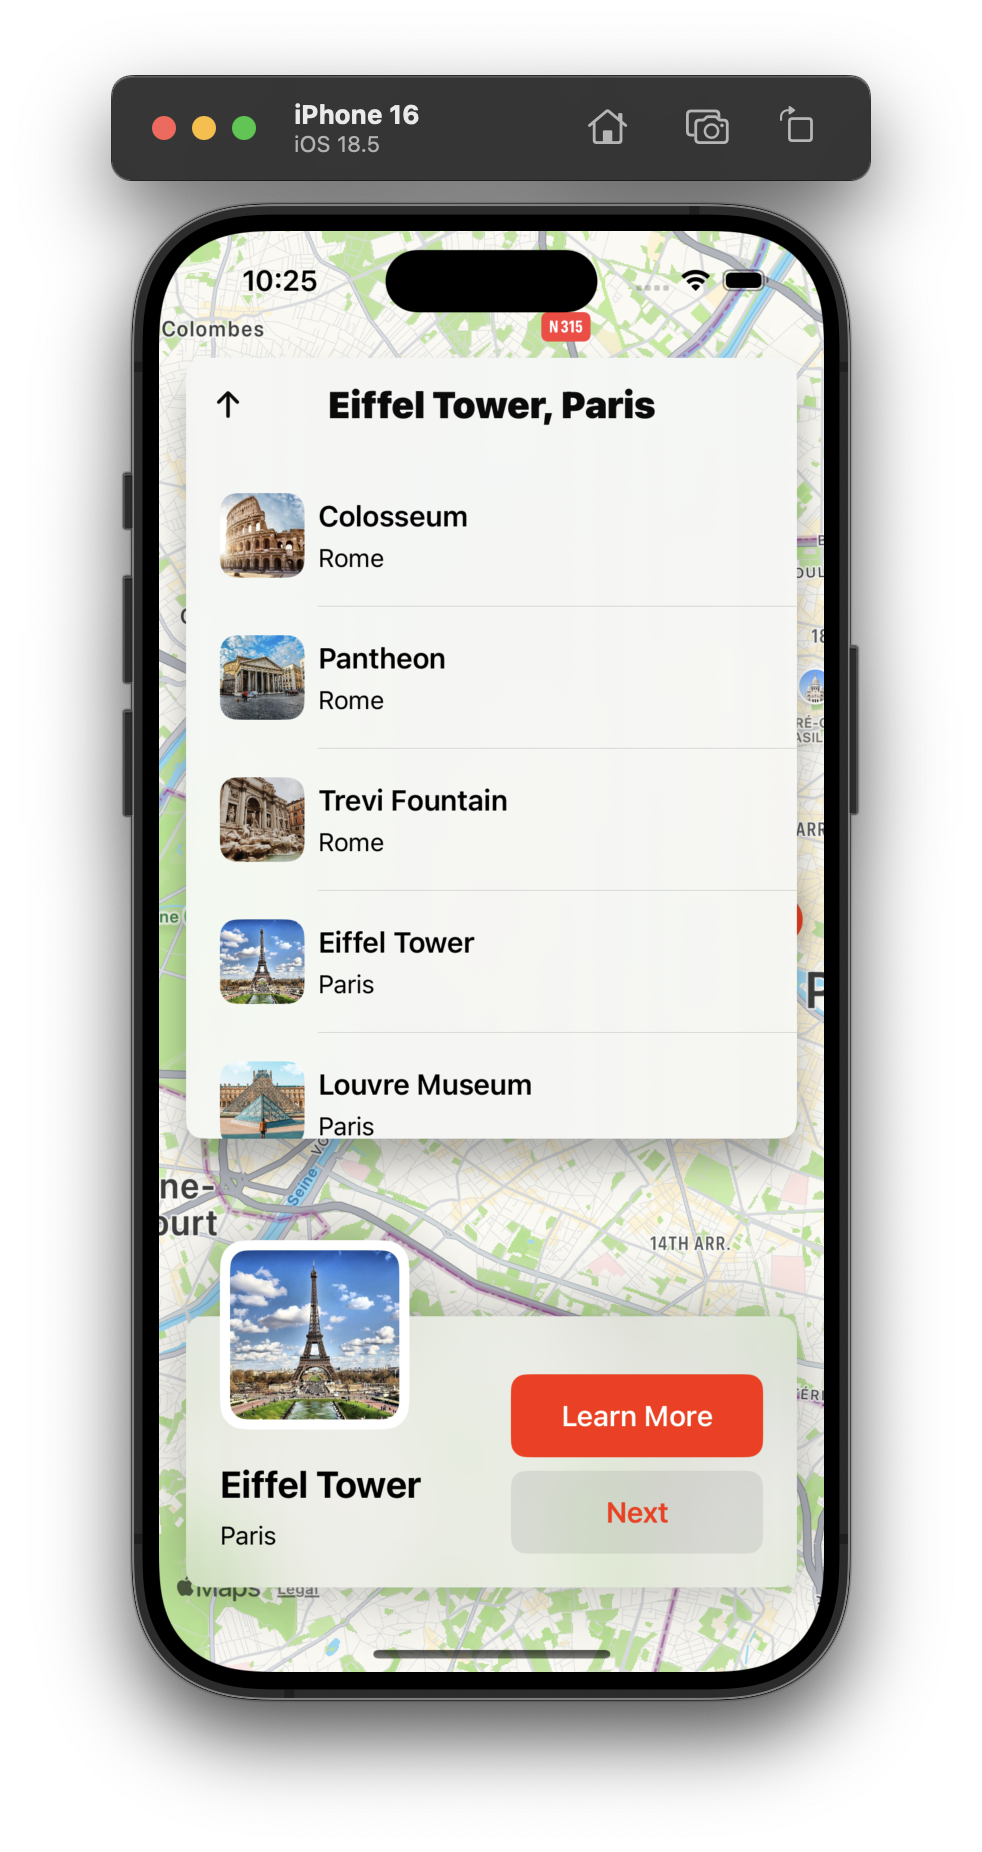 iPhone 16
iOS 18.5
10:25
Colombes
N 315
Eiffel Tower, Paris
Colosseum
Rome
Pantheon
Rome
Trevi Fountain
Rome
Eiffel Tower
Paris
Louvre Museum
Paris
ne-
ourt
Seine
14TH ARR.
Learn More
Eiffel Tower
Next
Paris
Maps Legal